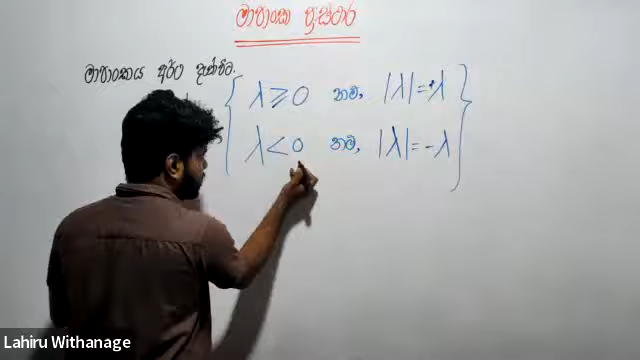 මාපාංක ප්‍රස්ථාර
මාපාංකය අර්ථ දැක්වීම.
λ ≥ 0 නම්, |λ| = λ
λ < 0 නම්, |λ| = -λ
Lahiru Withanage